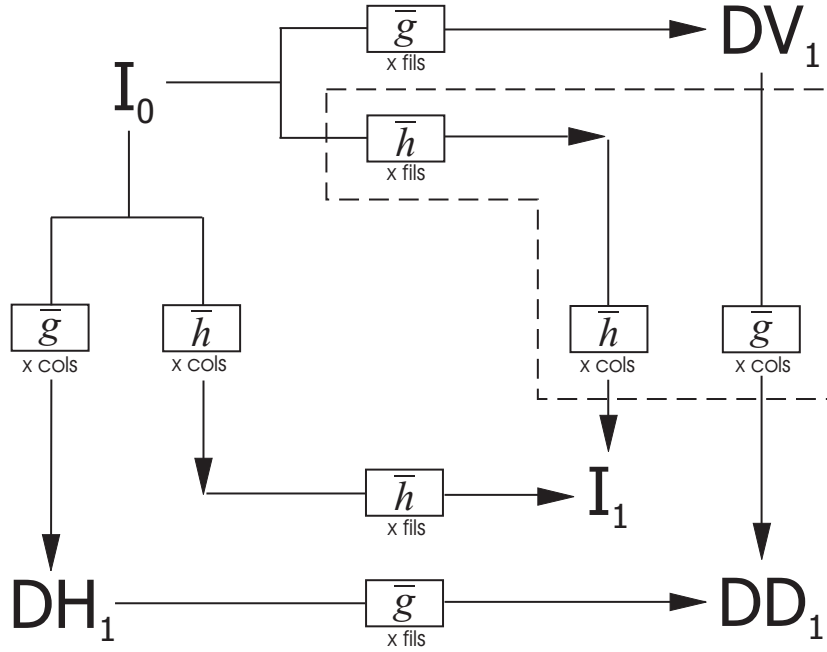 g̅
x fils
DV₁
I₀
h̅
x fils
g̅
x cols
h̅
x cols
h̅
x cols
g̅
x cols
h̅
x fils
I₁
DH₁
g̅
x fils
DD₁